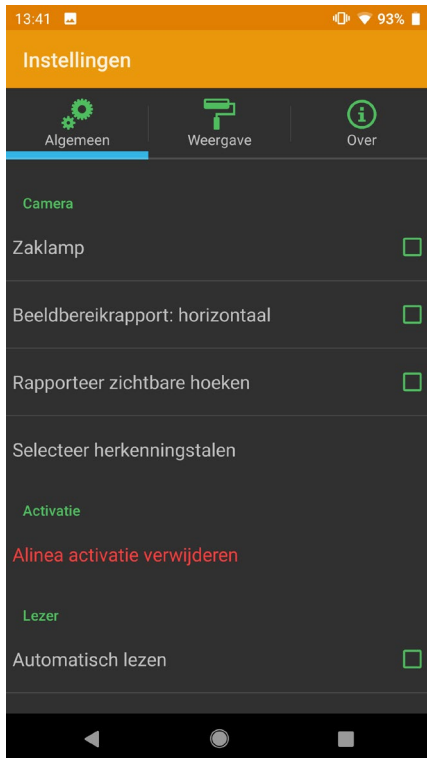 13:41
93%
Instellingen
Algemeen
Weergave
Over
Camera
Zaklamp
Beeldbereikrapport: horizontaal
Rapporteer zichtbare hoeken
Selecteer herkenningstalen
Activatie
Alinea activatie verwijderen
Lezer
Automatisch lezen